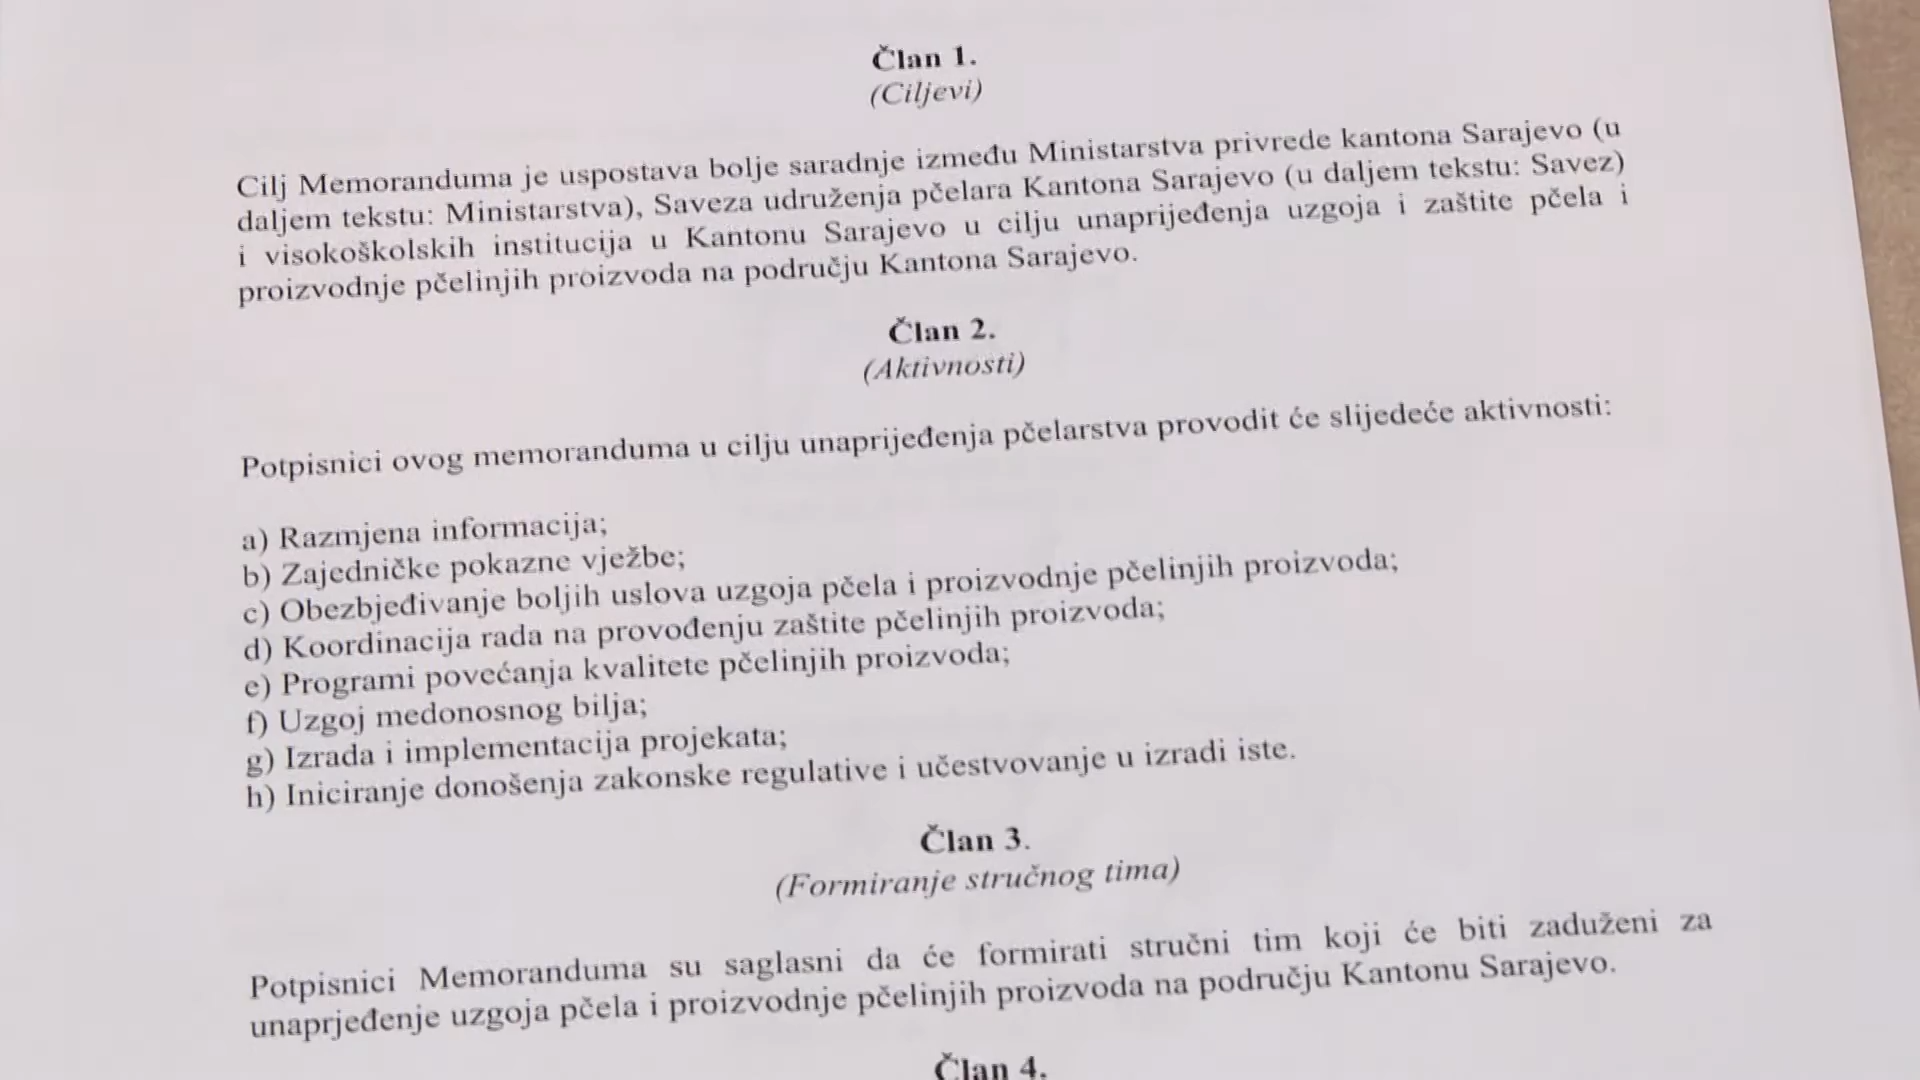 Član 1.
(Ciljevi)
Cilj Memoranduma je uspostava bolje saradnje između Ministarstva privrede kantona Sarajevo (u
daljem tekstu: Ministarstva), Saveza udruženja pčelara Kantona Sarajevo (u daljem tekstu: Savez)
i visokoškolskih institucija u Kantonu Sarajevo u cilju unaprijeđenja uzgoja i zaštite pčela i
proizvodnje pčelinjih proizvoda na području Kantona Sarajevo.
Član 2.
(Aktivnosti)
Potpisnici ovog memoranduma u cilju unaprijeđenja pčelarstva provodit će slijedeće aktivnosti:
a) Razmjena informacija;
b) Zajedničke pokazne vježbe;
c) Obezbjeđivanje boljih uslova uzgoja pčela i proizvodnje pčelinjih proizvoda;
d) Koordinacija rada na provođenju zaštite pčelinjih proizvoda;
e) Programi povećanja kvalitete pčelinjih proizvoda;
f) Uzgoj medonosnog bilja;
g) Izrada i implementacija projekata;
h) Iniciranje donošenja zakonske regulative i učestvovanje u izradi iste.
Član 3.
(Formiranje stručnog tima)
Potpisnici Memoranduma su saglasni da će formirati stručni tim koji će biti zaduženi za
unaprjeđenje uzgoja pčela i proizvodnje pčelinjih proizvoda na području Kantonu Sarajevo.
Član 4.